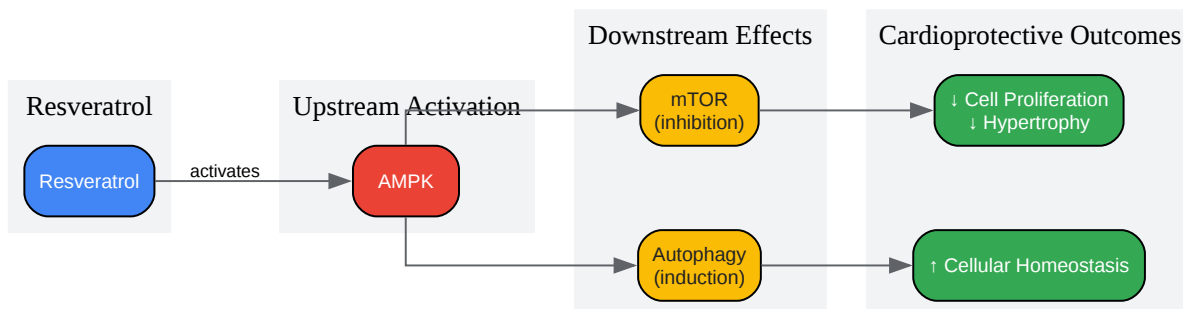 Resveratrol
Resveratrol
activates
Upstream Activation
AMPK
Downstream Effects
mTOR
(inhibition)
Autophagy
(induction)
Cardioprotective Outcomes
↓ Cell Proliferation
↓ Hypertrophy
↑ Cellular Homeostasis